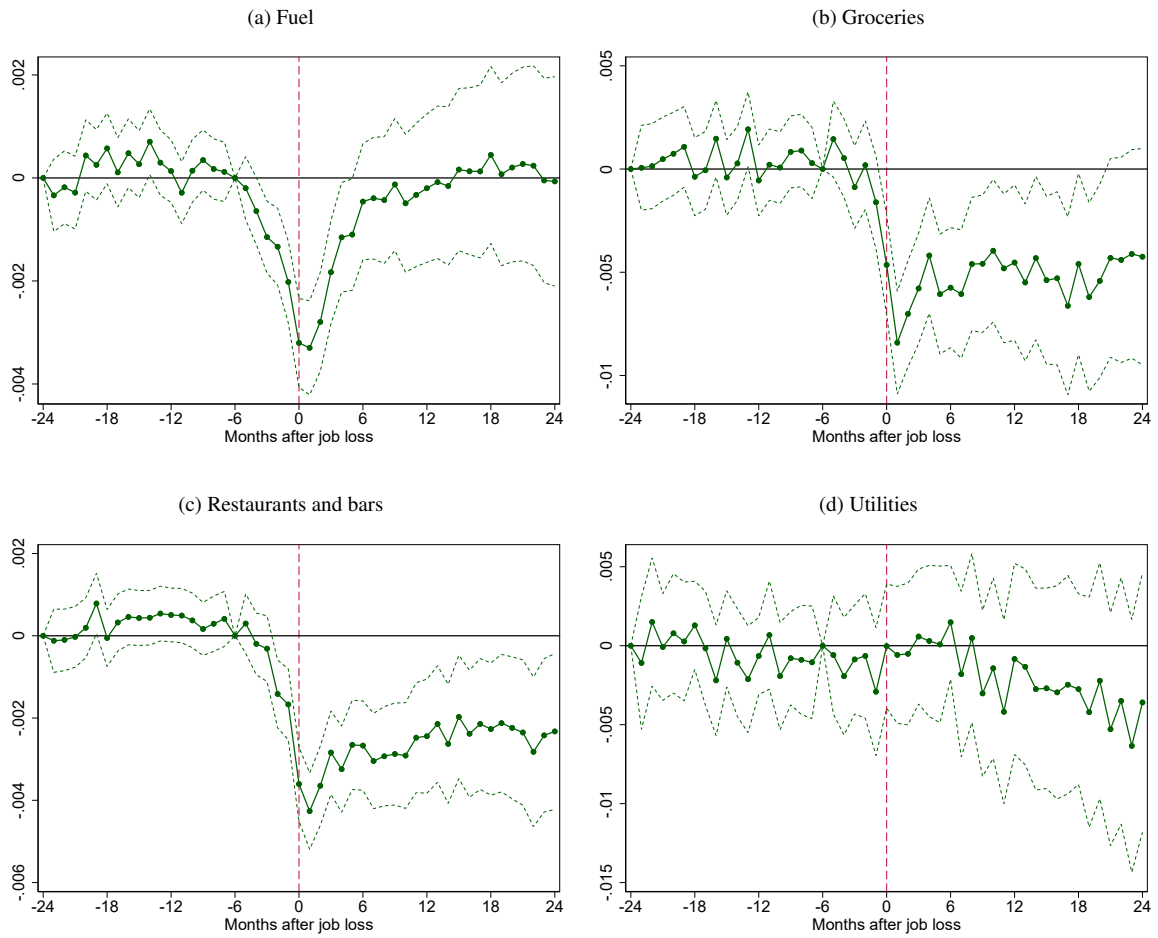 (a) Fuel
.002
0
-.002
-.004
-24 -18 -12 -6 0 6 12 18 24
Months after job loss
(b) Groceries
.005
0
-.005
-.01
-24 -18 -12 -6 0 6 12 18 24
Months after job loss
(c) Restaurants and bars
.002
0
-.002
-.004
-.006
-24 -18 -12 -6 0 6 12 18 24
Months after job loss
(d) Utilities
.005
0
-.005
-.01
-.015
-24 -18 -12 -6 0 6 12 18 24
Months after job loss